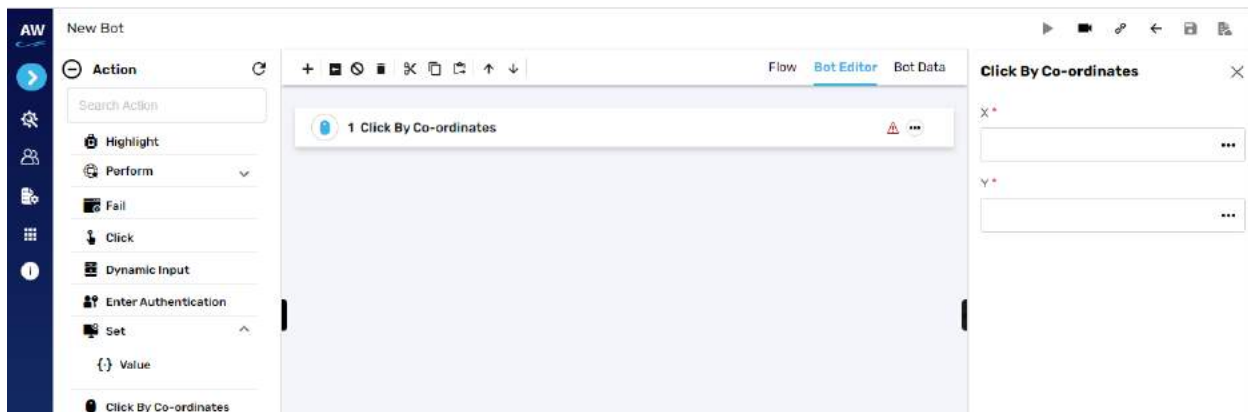 AW
New Bot
Action
Search Action
Highlight
Perform
Fail
Click
Dynamic Input
Enter Authentication
Set
{·} Value
Click By Co-ordinates
Flow Bot Editor Bot Data
1 Click By Co-ordinates
Click By Co-ordinates
X *
Y *